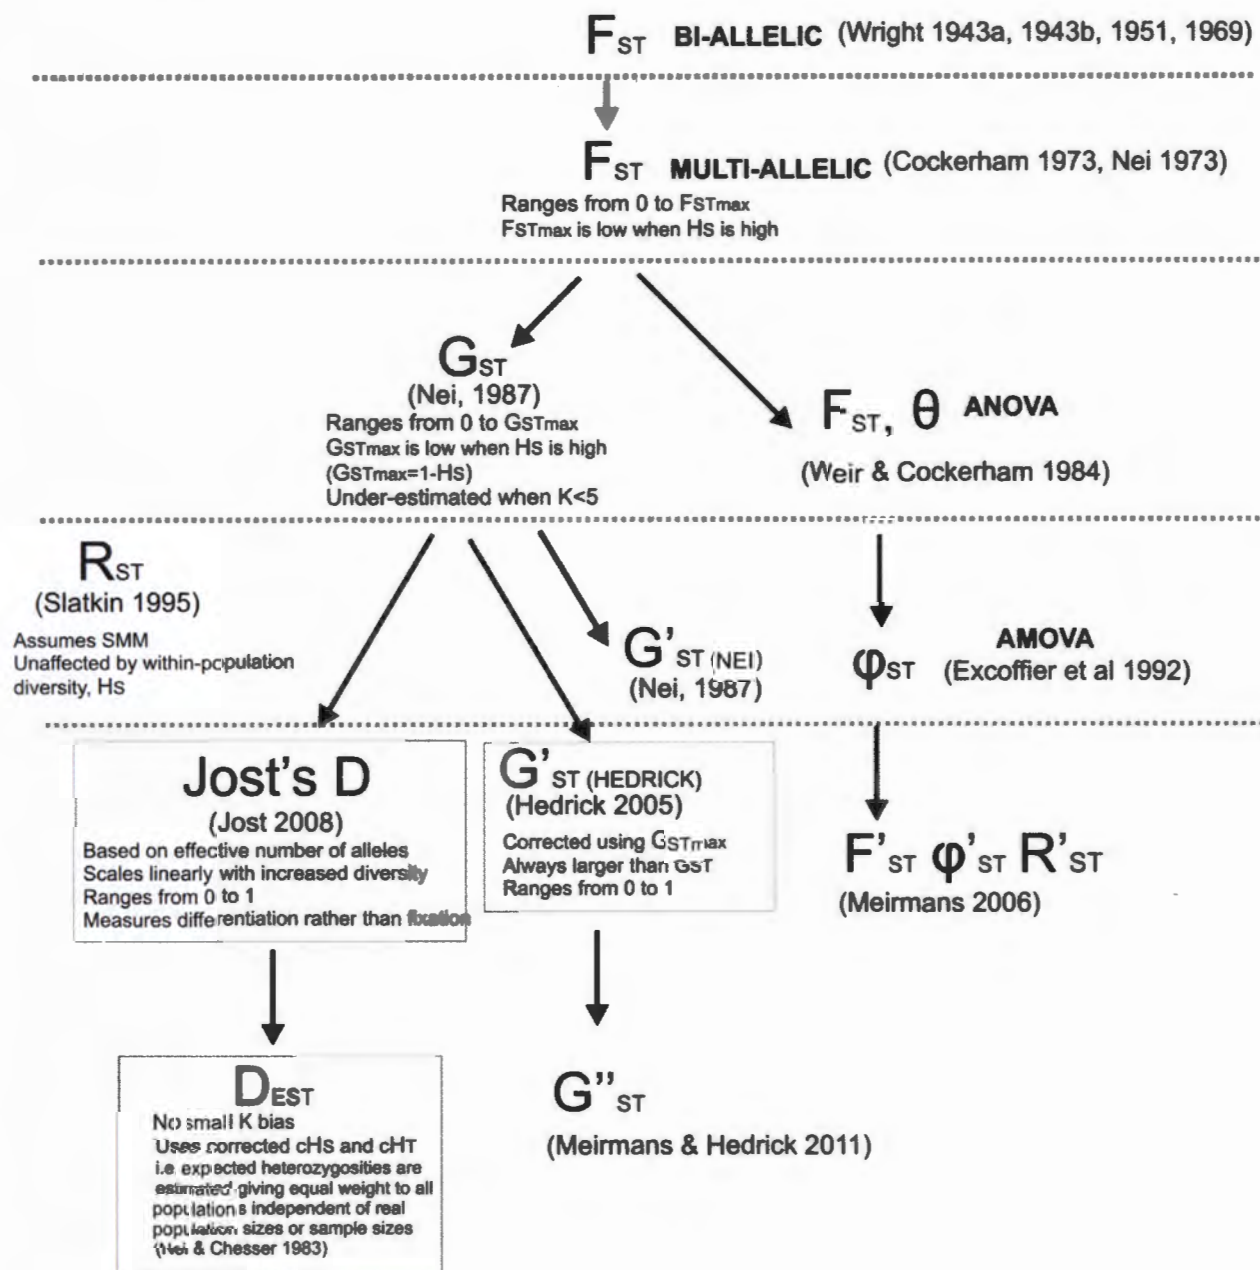 FST BI-ALLELIC (Wright 1943a, 1943b, 1951, 1969)
FST MULTI-ALLELIC (Cockerham 1973, Nei 1973)
Ranges from 0 to FSTmax
FSTmax is low when Hs is high
GST
(Nei, 1987)
Ranges from 0 to GSTmax
GSTmax is low when Hs is high
(GSTmax=1-Hs)
Under-estimated when K<5
FST, θ ANOVA
(Weir & Cockerham 1984)
RST
(Slatkin 1995)
Assumes SMM
Unaffected by within-population
diversity, Hs
G'ST (NEI)
(Nei, 1987)
φST
AMOVA
(Excoffier et al 1992)
Jost's D
(Jost 2008)
Based on effective number of alleles
Scales linearly with increased diversity
Ranges from 0 to 1
Measures differentiation rather than fixation
G'ST (HEDRICK)
(Hedrick 2005)
Corrected using GSTmax
Always larger than GST
Ranges from 0 to 1
F'ST φ'ST R'ST
(Meirmans 2006)
DEST
No small K bias
Uses corrected cHs and cHT
i.e. expected heterozygosities are
estimated giving equal weight to all
populations independent of real
population sizes or sample sizes
(Nei & Chesser 1983)
G''ST
(Meirmans & Hedrick 2011)